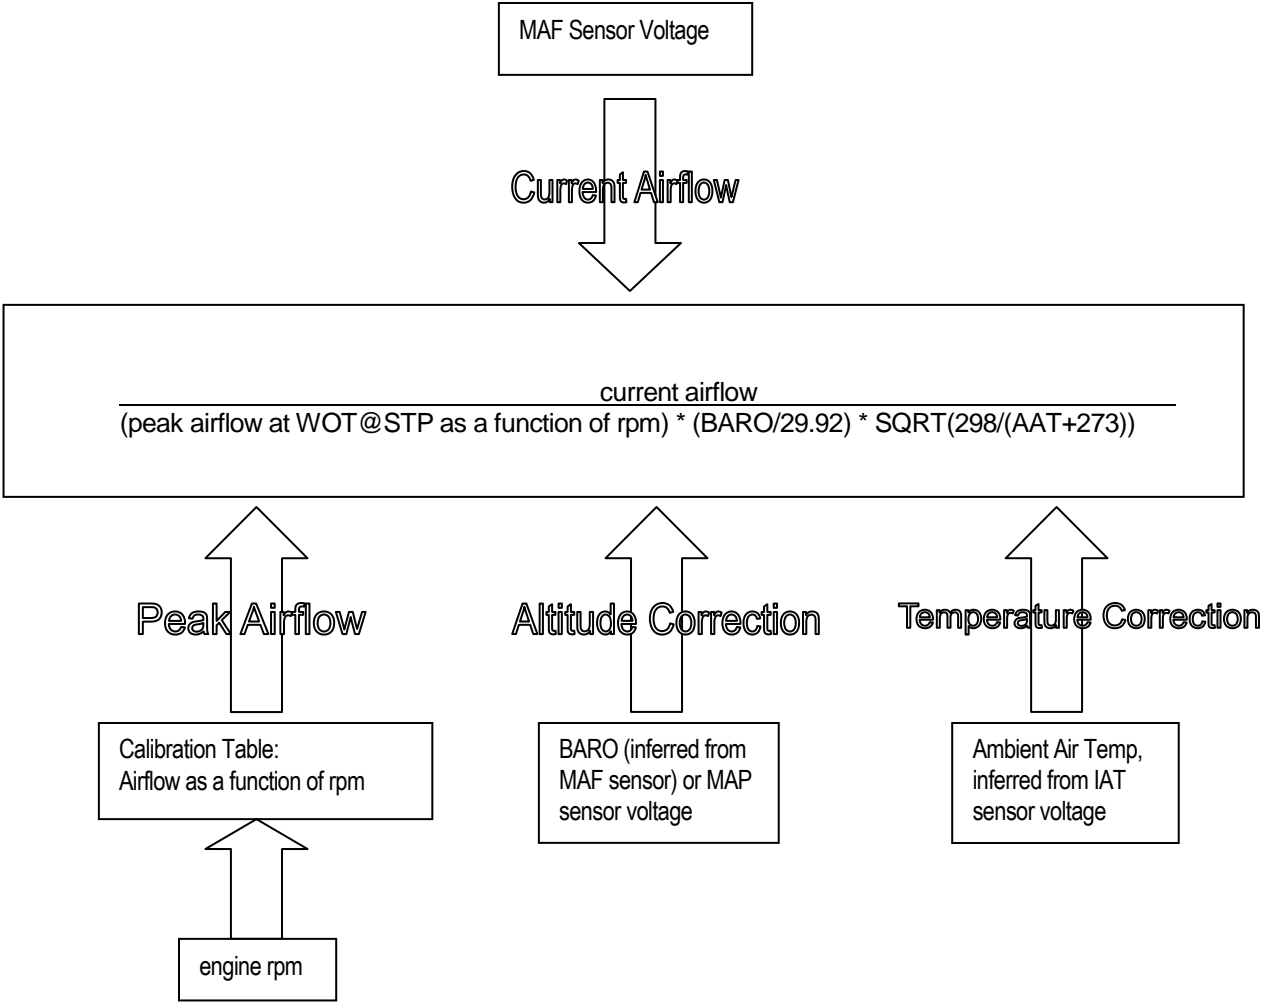 MAF Sensor Voltage
Current Airflow
current airflow
(peak airflow at WOT@STP as a function of rpm) * (BARO/29.92) * SQRT(298/(AAT+273))
Peak Airflow
Altitude Correction
Temperature Correction
Calibration Table:
Airflow as a function of rpm
BARO (inferred from
MAF sensor) or MAP
sensor voltage
Ambient Air Temp,
inferred from IAT
sensor voltage
engine rpm